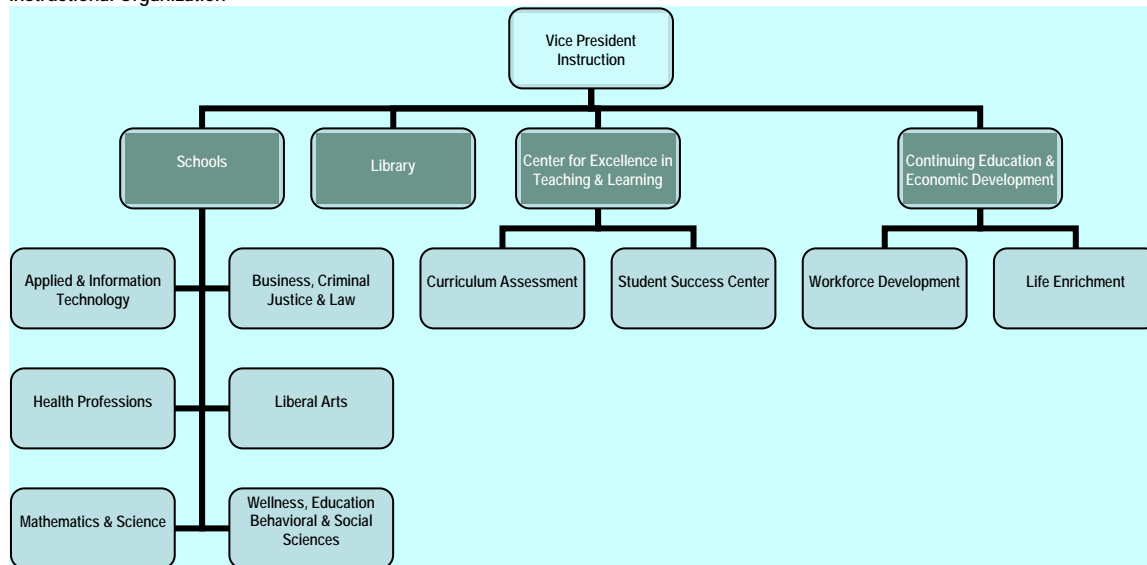 Instructional Organization
Vice President
Instruction
Schools
Library
Center for Excellence in
Teaching & Learning
Continuing Education &
Economic Development
Applied & Information
Technology
Business, Criminal
Justice & Law
Curriculum Assessment
Student Success Center
Workforce Development
Life Enrichment
Health Professions
Liberal Arts
Mathematics & Science
Wellness, Education
Behavioral & Social
Sciences